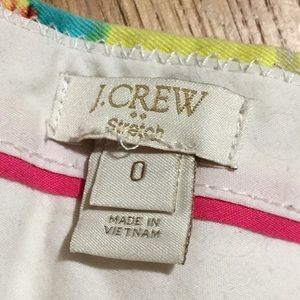 J.CREW
Stretch
0
MADE IN
VIETNAM